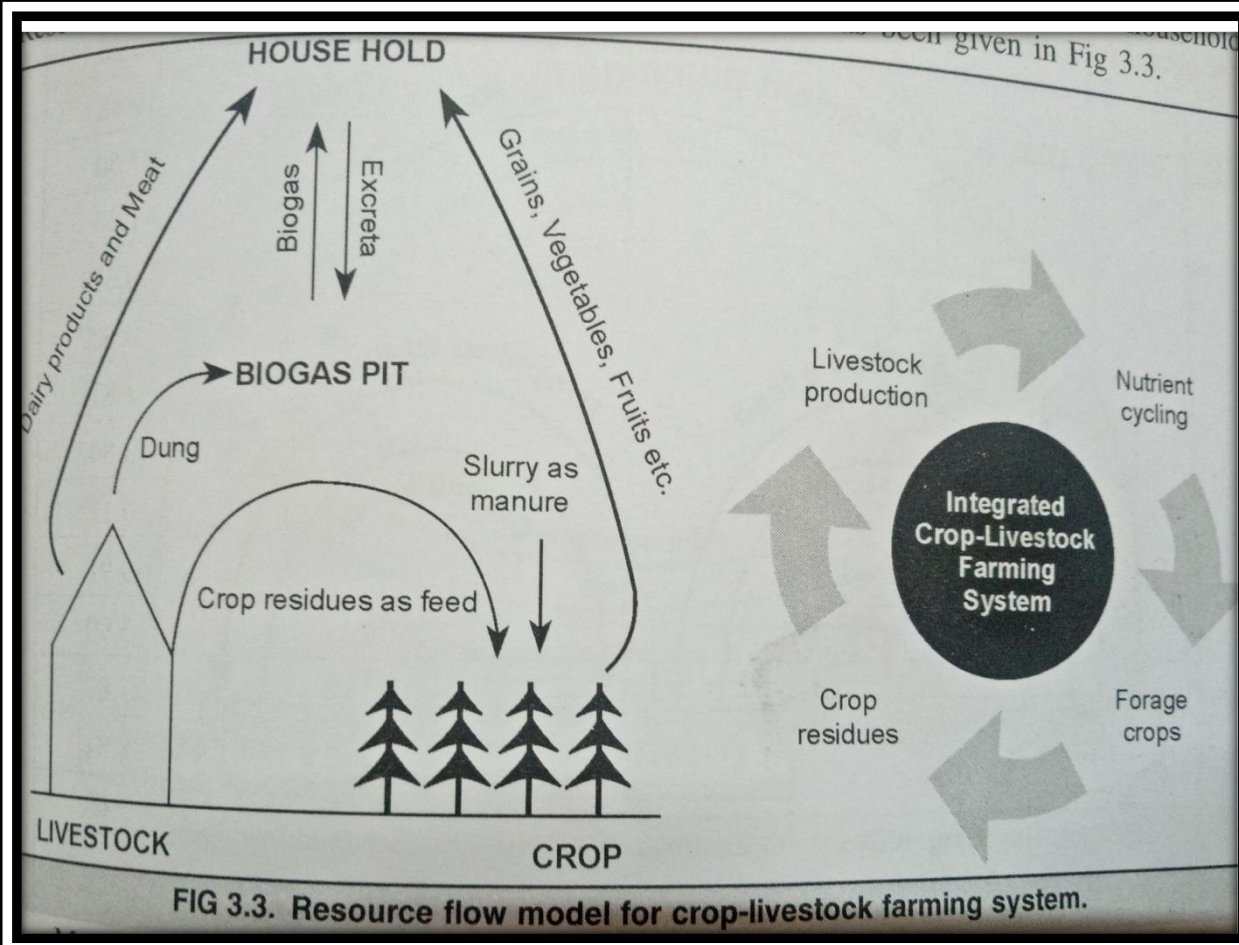 been given in Fig 3.3.
HOUSE HOLD
Dairy products and Meat
Biogas
Excreta
Grains, Vegetables, Fruits etc.
BIOGAS PIT
Dung
Slurry as
manure
Crop residues as feed
LIVESTOCK
CROP
Livestock
production
Nutrient
cycling
Integrated
Crop-Livestock
Farming
System
Crop
residues
Forage
crops
FIG 3.3. Resource flow model for crop-livestock farming system.